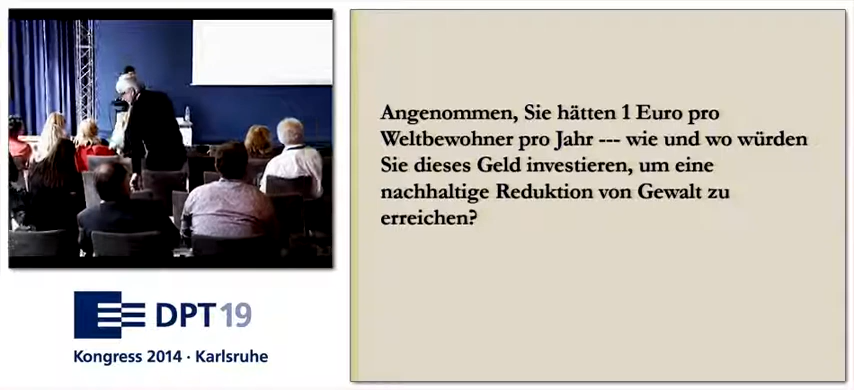 Angenommen, Sie hätten 1 Euro pro
Weltbewohner pro Jahr --- wie und wo würden
Sie dieses Geld investieren, um eine
nachhaltige Reduktion von Gewalt zu
erreichen?
DPT 19
Kongress 2014 · Karlsruhe